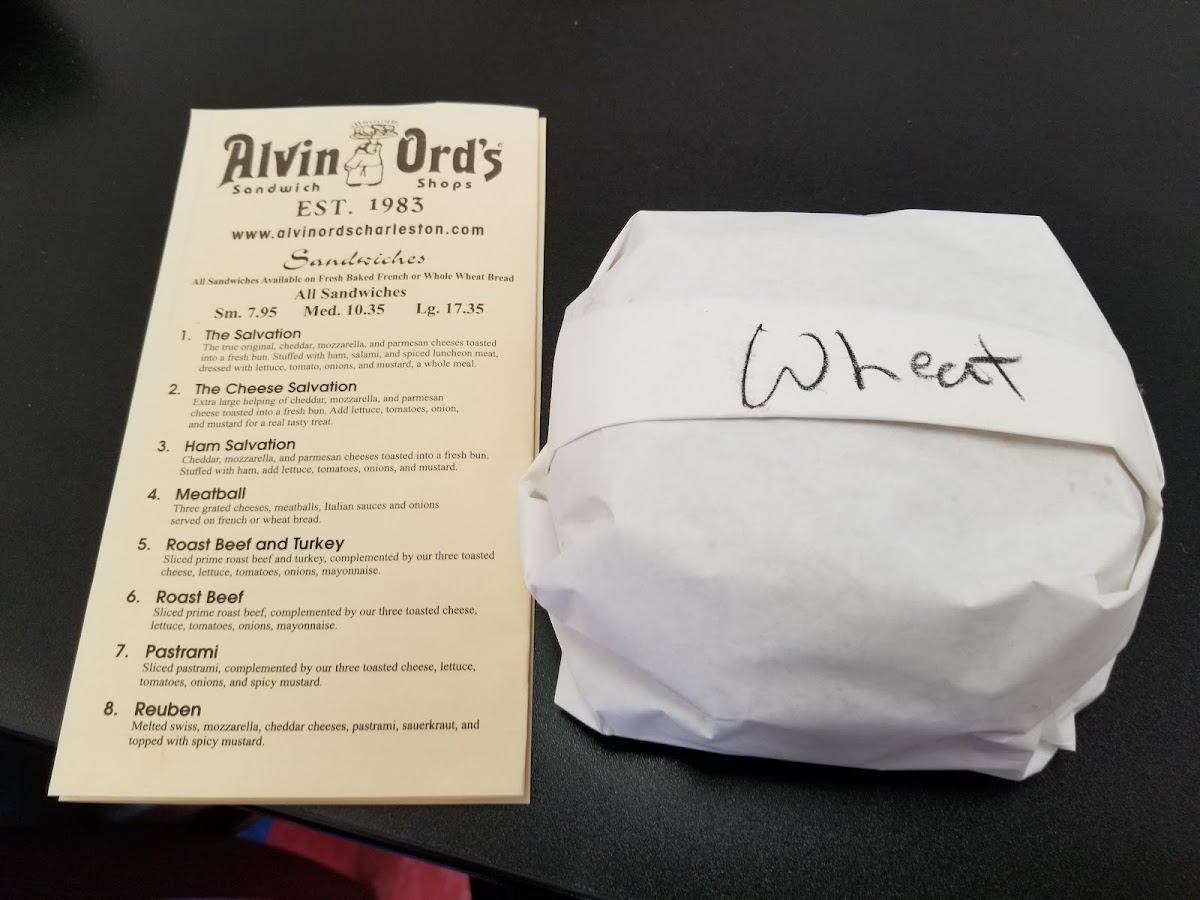 Alvin Ord's
Sandwich Shops
EST. 1983
www.alvinordscharleston.com
Sandwiches
All Sandwiches Available on Fresh Baked French or Whole Wheat Bread
All Sandwiches
Sm. 7.95 Med. 10.35 Lg. 17.35
1. The Salvation
The true original, cheddar, mozzarella, and parmesan cheeses toasted
into a fresh bun. Stuffed with ham, salami, and spiced luncheon meat,
dressed with lettuce, tomato, onions, and mustard, a whole meal.
2. The Cheese Salvation
Extra large helping of cheddar, mozzarella, and parmesan
cheese toasted into a fresh bun. Add lettuce, tomatoes, onion,
and mustard for a real tasty treat.
3. Ham Salvation
Cheddar, mozzarella, and parmesan cheeses toasted into a fresh bun.
Stuffed with ham, add lettuce, tomatoes, onions, and mustard.
4. Meatball
Three grated cheeses, meatballs, Italian sauces and onions
served on french or wheat bread.
5. Roast Beef and Turkey
Sliced prime roast beef and turkey, complemented by our three toasted
cheese, lettuce, tomatoes, onions, mayonnaise.
6. Roast Beef
Sliced prime roast beef, complemented by our three toasted cheese,
lettuce, tomatoes, onions, mayonnaise.
7. Pastrami
Sliced pastrami, complemented by our three toasted cheese, lettuce,
tomatoes, onions, and spicy mustard.
8. Reuben
Melted swiss, mozzarella, cheddar cheeses, pastrami, sauerkraut, and
topped with spicy mustard.
Wheat